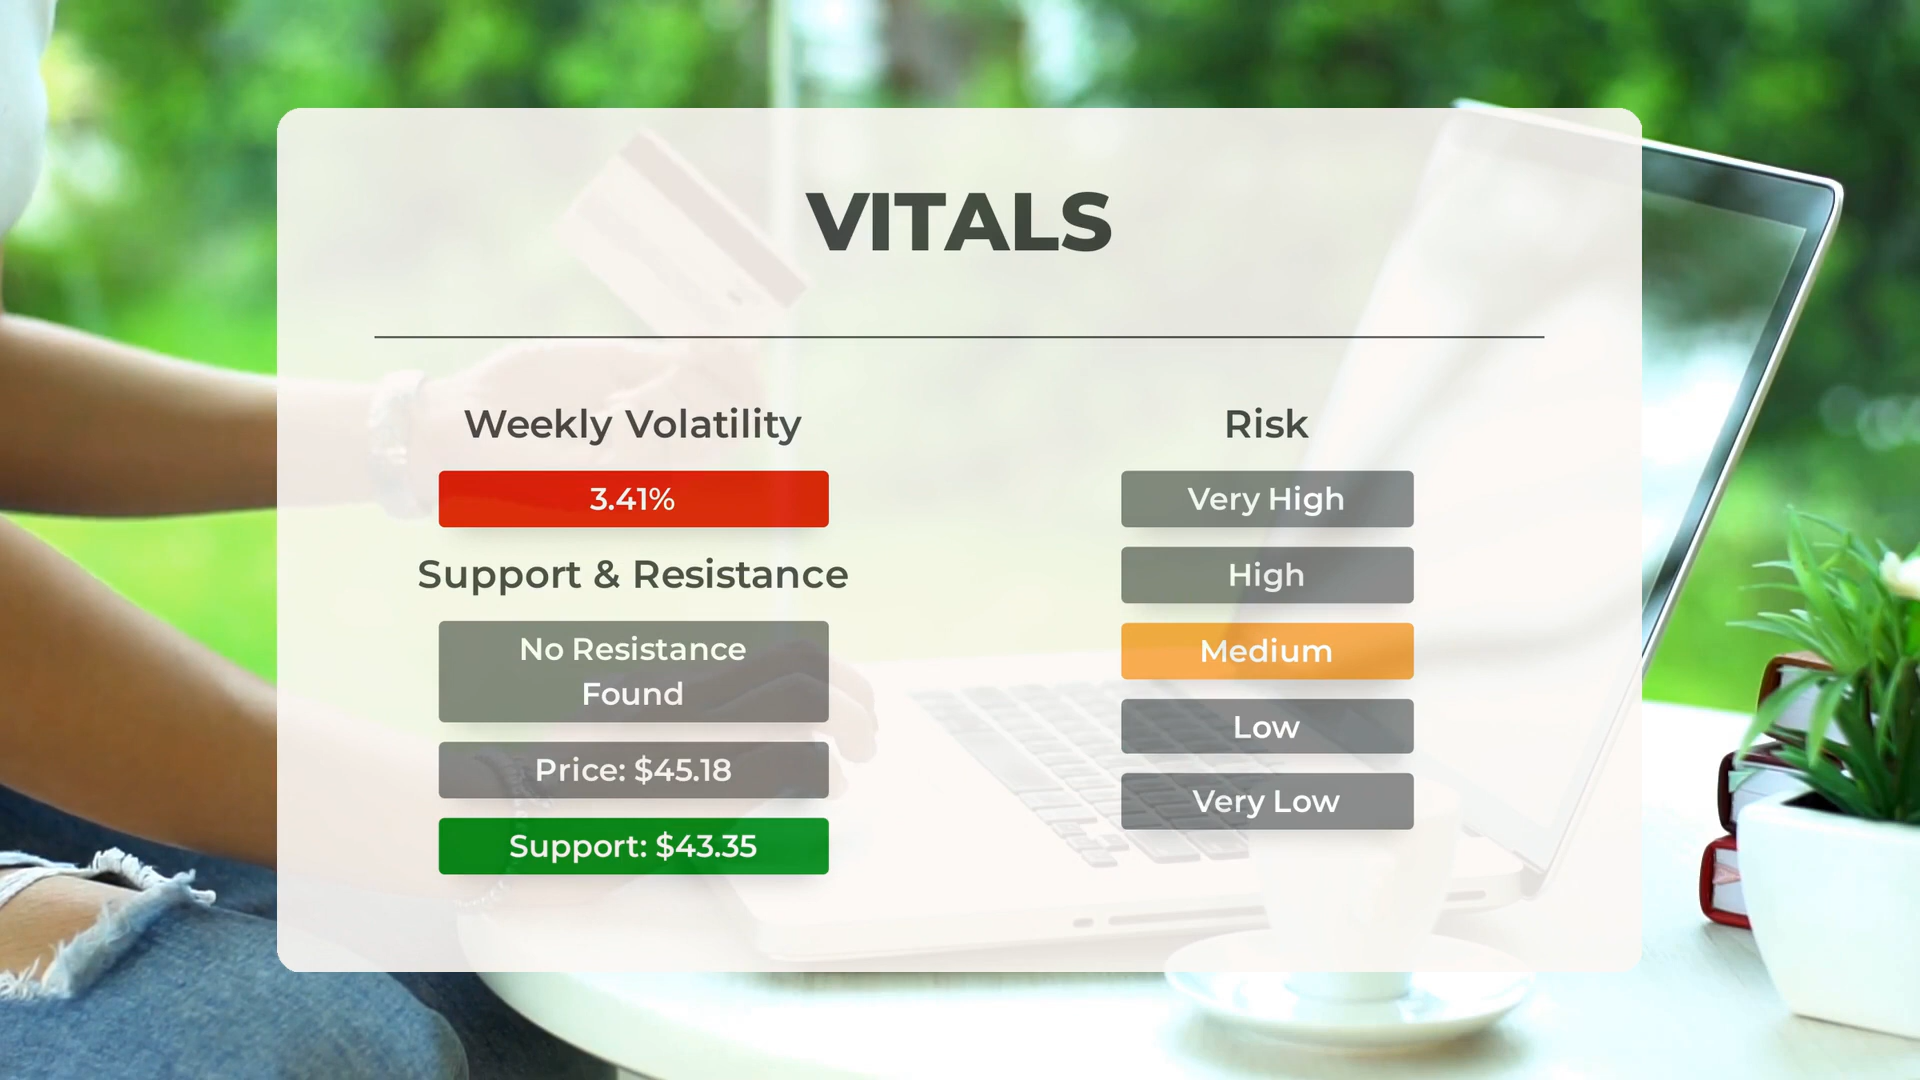 VITALS
Weekly Volatility
3.41%
Support & Resistance
No Resistance
Found
Price: $45.18
Support: $43.35
Risk
Very High
High
Medium
Low
Very Low